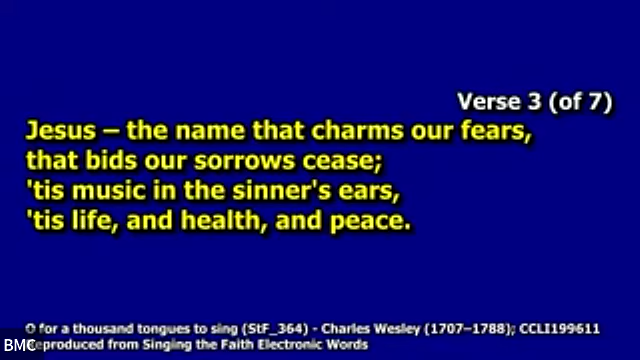 Verse 3 (of 7)
Jesus – the name that charms our fears,
that bids our sorrows cease;
'tis music in the sinner's ears,
'tis life, and health, and peace.
O for a thousand tongues to sing (StF_364) - Charles Wesley (1707–1788); CCLI199611
BMC eproduced from Singing the Faith Electronic Words